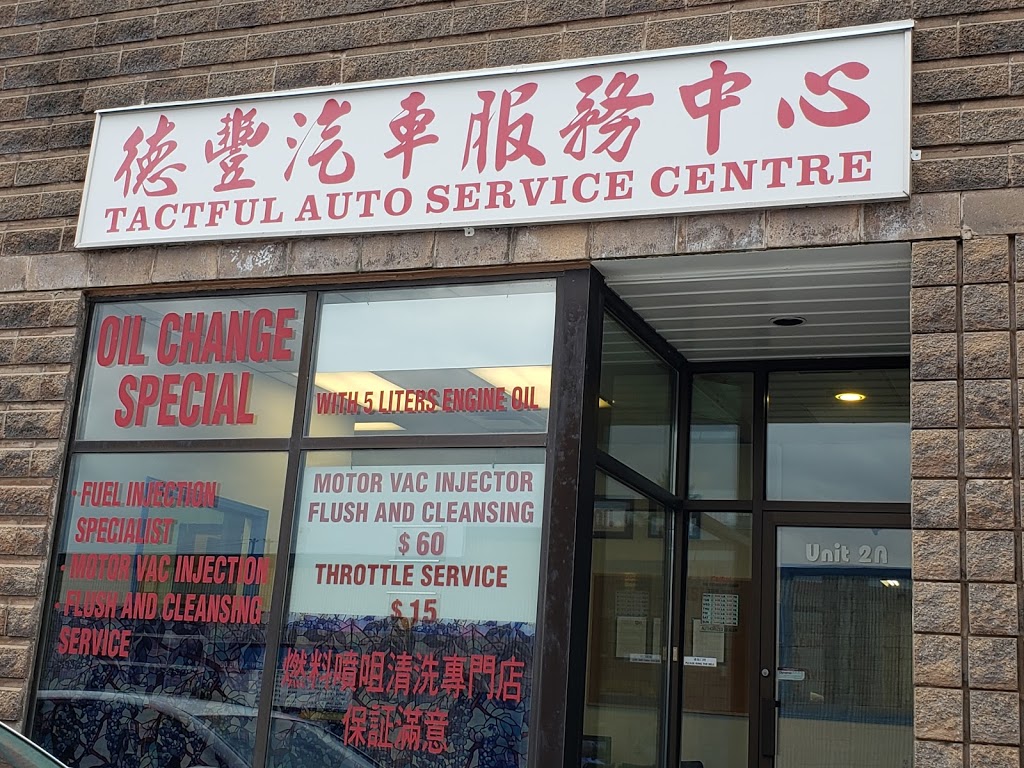 德豐汽車服務中心
TACTFUL AUTO SERVICE CENTRE
OIL CHANGE
SPECIAL
WITH 5 LITERS ENGINE OIL
· FUEL INJECTION
SPECIALIST
· MOTOR VAC INJECTION
· FLUSH AND CLEANSING
SERVICE
MOTOR VAC INJECTOR
FLUSH AND CLEANSING
$60
THROTTLE SERVICE
$15
燃料噴咀清洗專門店
保証滿意
Unit 2A